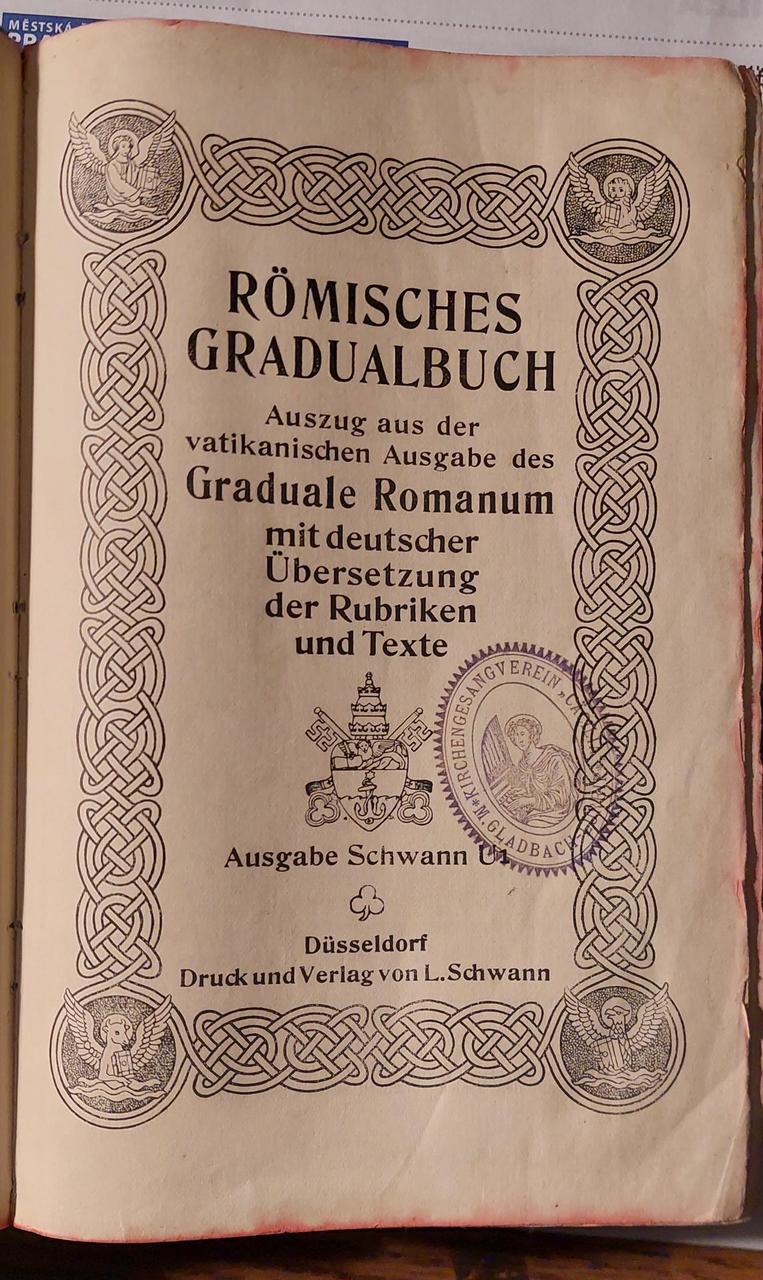 MĚSTSKÁ
RÖMISCHES
GRADUALBUCH
Auszug aus der
vatikanischen Ausgabe des
Graduale Romanum
mit deutscher
Übersetzung
der Rubriken
und Texte
KIRCHENGESANGVEREIN
M. GLADBACH
Ausgabe Schwann
Düsseldorf
Druck und Verlag von L. Schwann